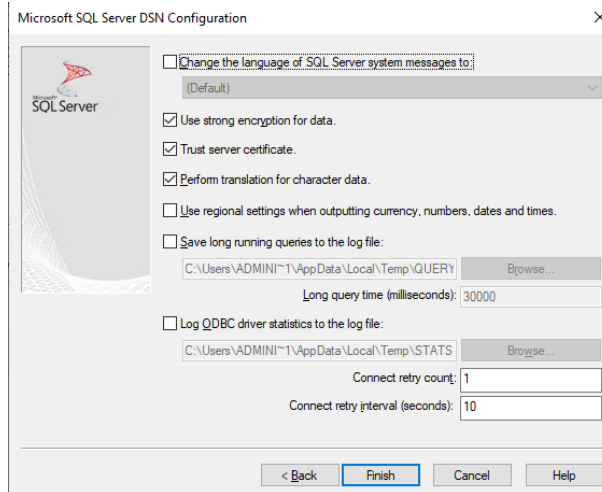 Microsoft SQL Server DSN Configuration
Microsoft
SQL Server
Change the language of SQL Server system messages to:
(Default)
Use strong encryption for data.
Trust server certificate.
Perform translation for character data.
Use regional settings when outputting currency, numbers, dates and times.
Save long running queries to the log file:
C:\Users\ADMINI~1\AppData\Local\Temp\QUERY
Browse...
Long query time (milliseconds):
30000
Log ODBC driver statistics to the log file:
C:\Users\ADMINI~1\AppData\Local\Temp\STATS
Browse...
Connect retry count:
1
Connect retry interval (seconds):
10
< Back
Finish
Cancel
Help